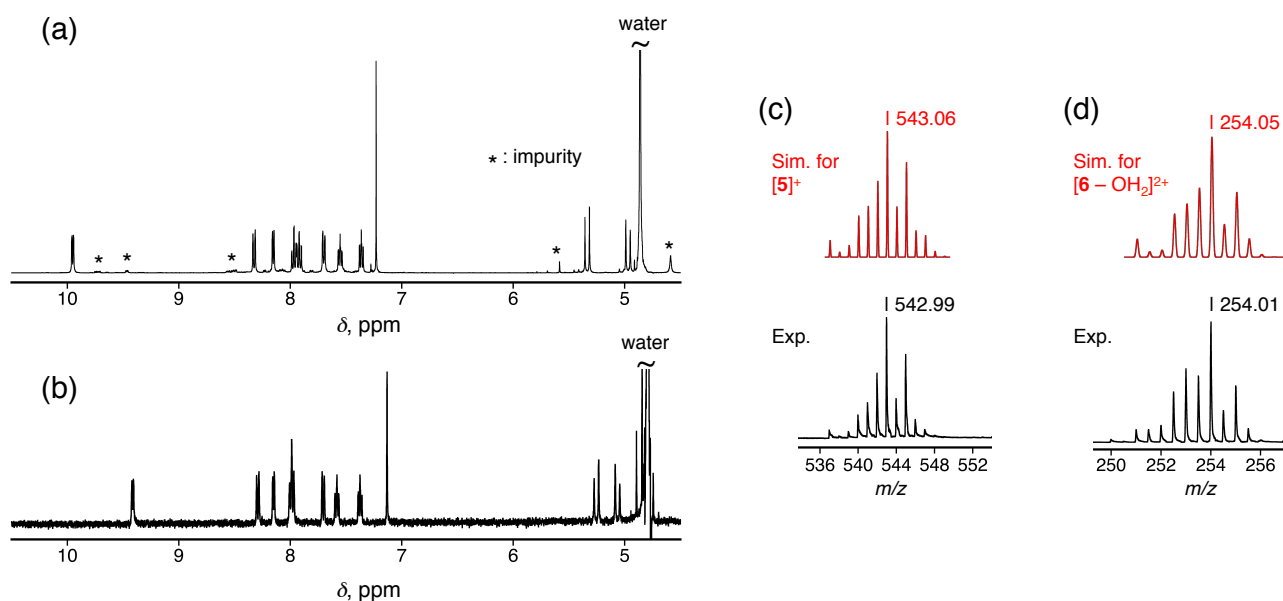 (a)
water
~
* : impurity
* * * * *
10 9 8 7 6 5
δ, ppm
(b)
water
~
10 9 8 7 6 5
δ, ppm
(c)
543.06
Sim. for
[5]⁺
542.99
Exp.
536 540 544 548 552
m/z
(d)
254.05
Sim. for
[6 – OH₂]²⁺
254.01
Exp.
250 252 254 256
m/z